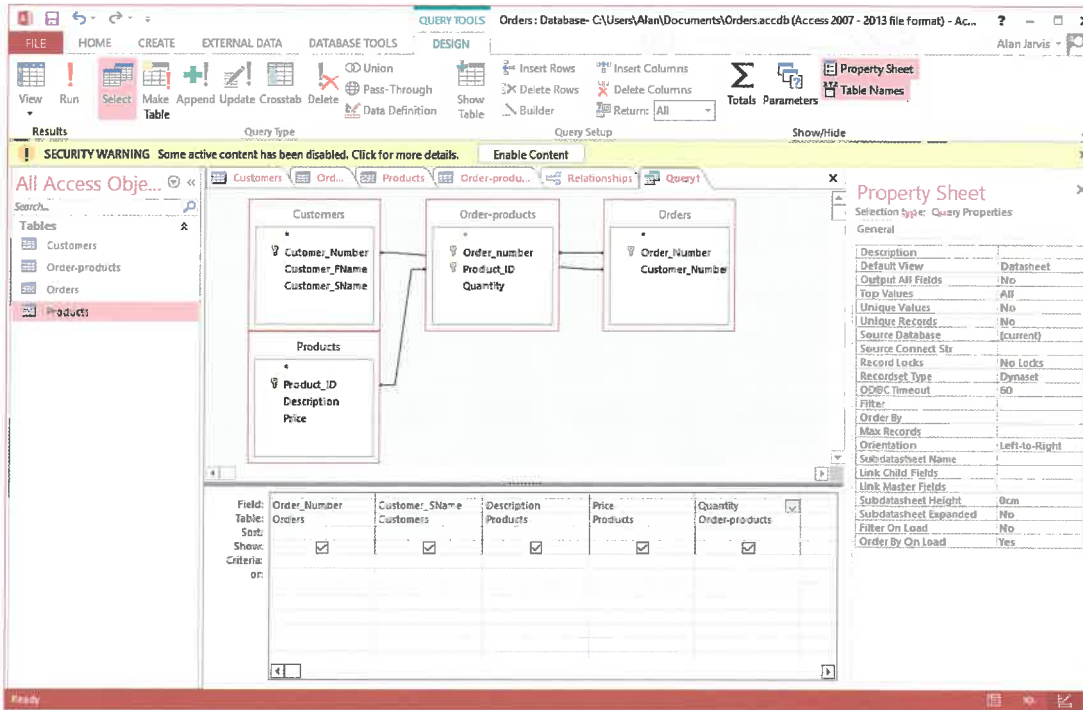 QUERY TOOLS Orders : Database- C:\Users\Alan\Documents\Orders.accdb (Access 2007 - 2013 file format) - Ac... ?
FILE HOME CREATE EXTERNAL DATA DATABASE TOOLS DESIGN Alan Jarvis
View Run Select Make Table Append Update Crosstab Delete
Union
Pass-Through
Data Definition
Show Table
Insert Rows
Delete Rows
Builder
Insert Columns
Delete Columns
Return: All
Totals Parameters
Property Sheet
Table Names
Results Query Type Query Setup Show/Hide
! SECURITY WARNING Some active content has been disabled. Click for more details. Enable Content
All Access Obje... «
Search...
Tables
Customers
Order-products
Orders
Products
Customers Ord... Products Order-produ... Relationships Query1 x
Customers
*
Cutomer_Number
Customer_FName
Customer_SName
Order-products
*
Order_number
Product_ID
Quantity
Orders
*
Order_Number
Customer_Numbe
Products
*
Product_ID
Description
Price
Field: Order_Number Customer_SName Description Price Quantity
Table: Orders Customers Products Products Order-products
Sort:
Show:
Criteria:
or:
Property Sheet
Selection type: Query Properties
General
Description
Default View Datasheet
Output All Fields No
Top Values All
Unique Values No
Unique Records No
Source Database (current)
Source Connect Str
Record Locks No Locks
Recordset Type Dynaset
ODBC Timeout 60
Filter
Order By
Max Records
Orientation Left-to-Right
Subdatasheet Name
Link Child Fields
Link Master Fields
Subdatasheet Height 0cm
Subdatasheet Expanded No
Filter On Load No
Order By On Load Yes
Ready